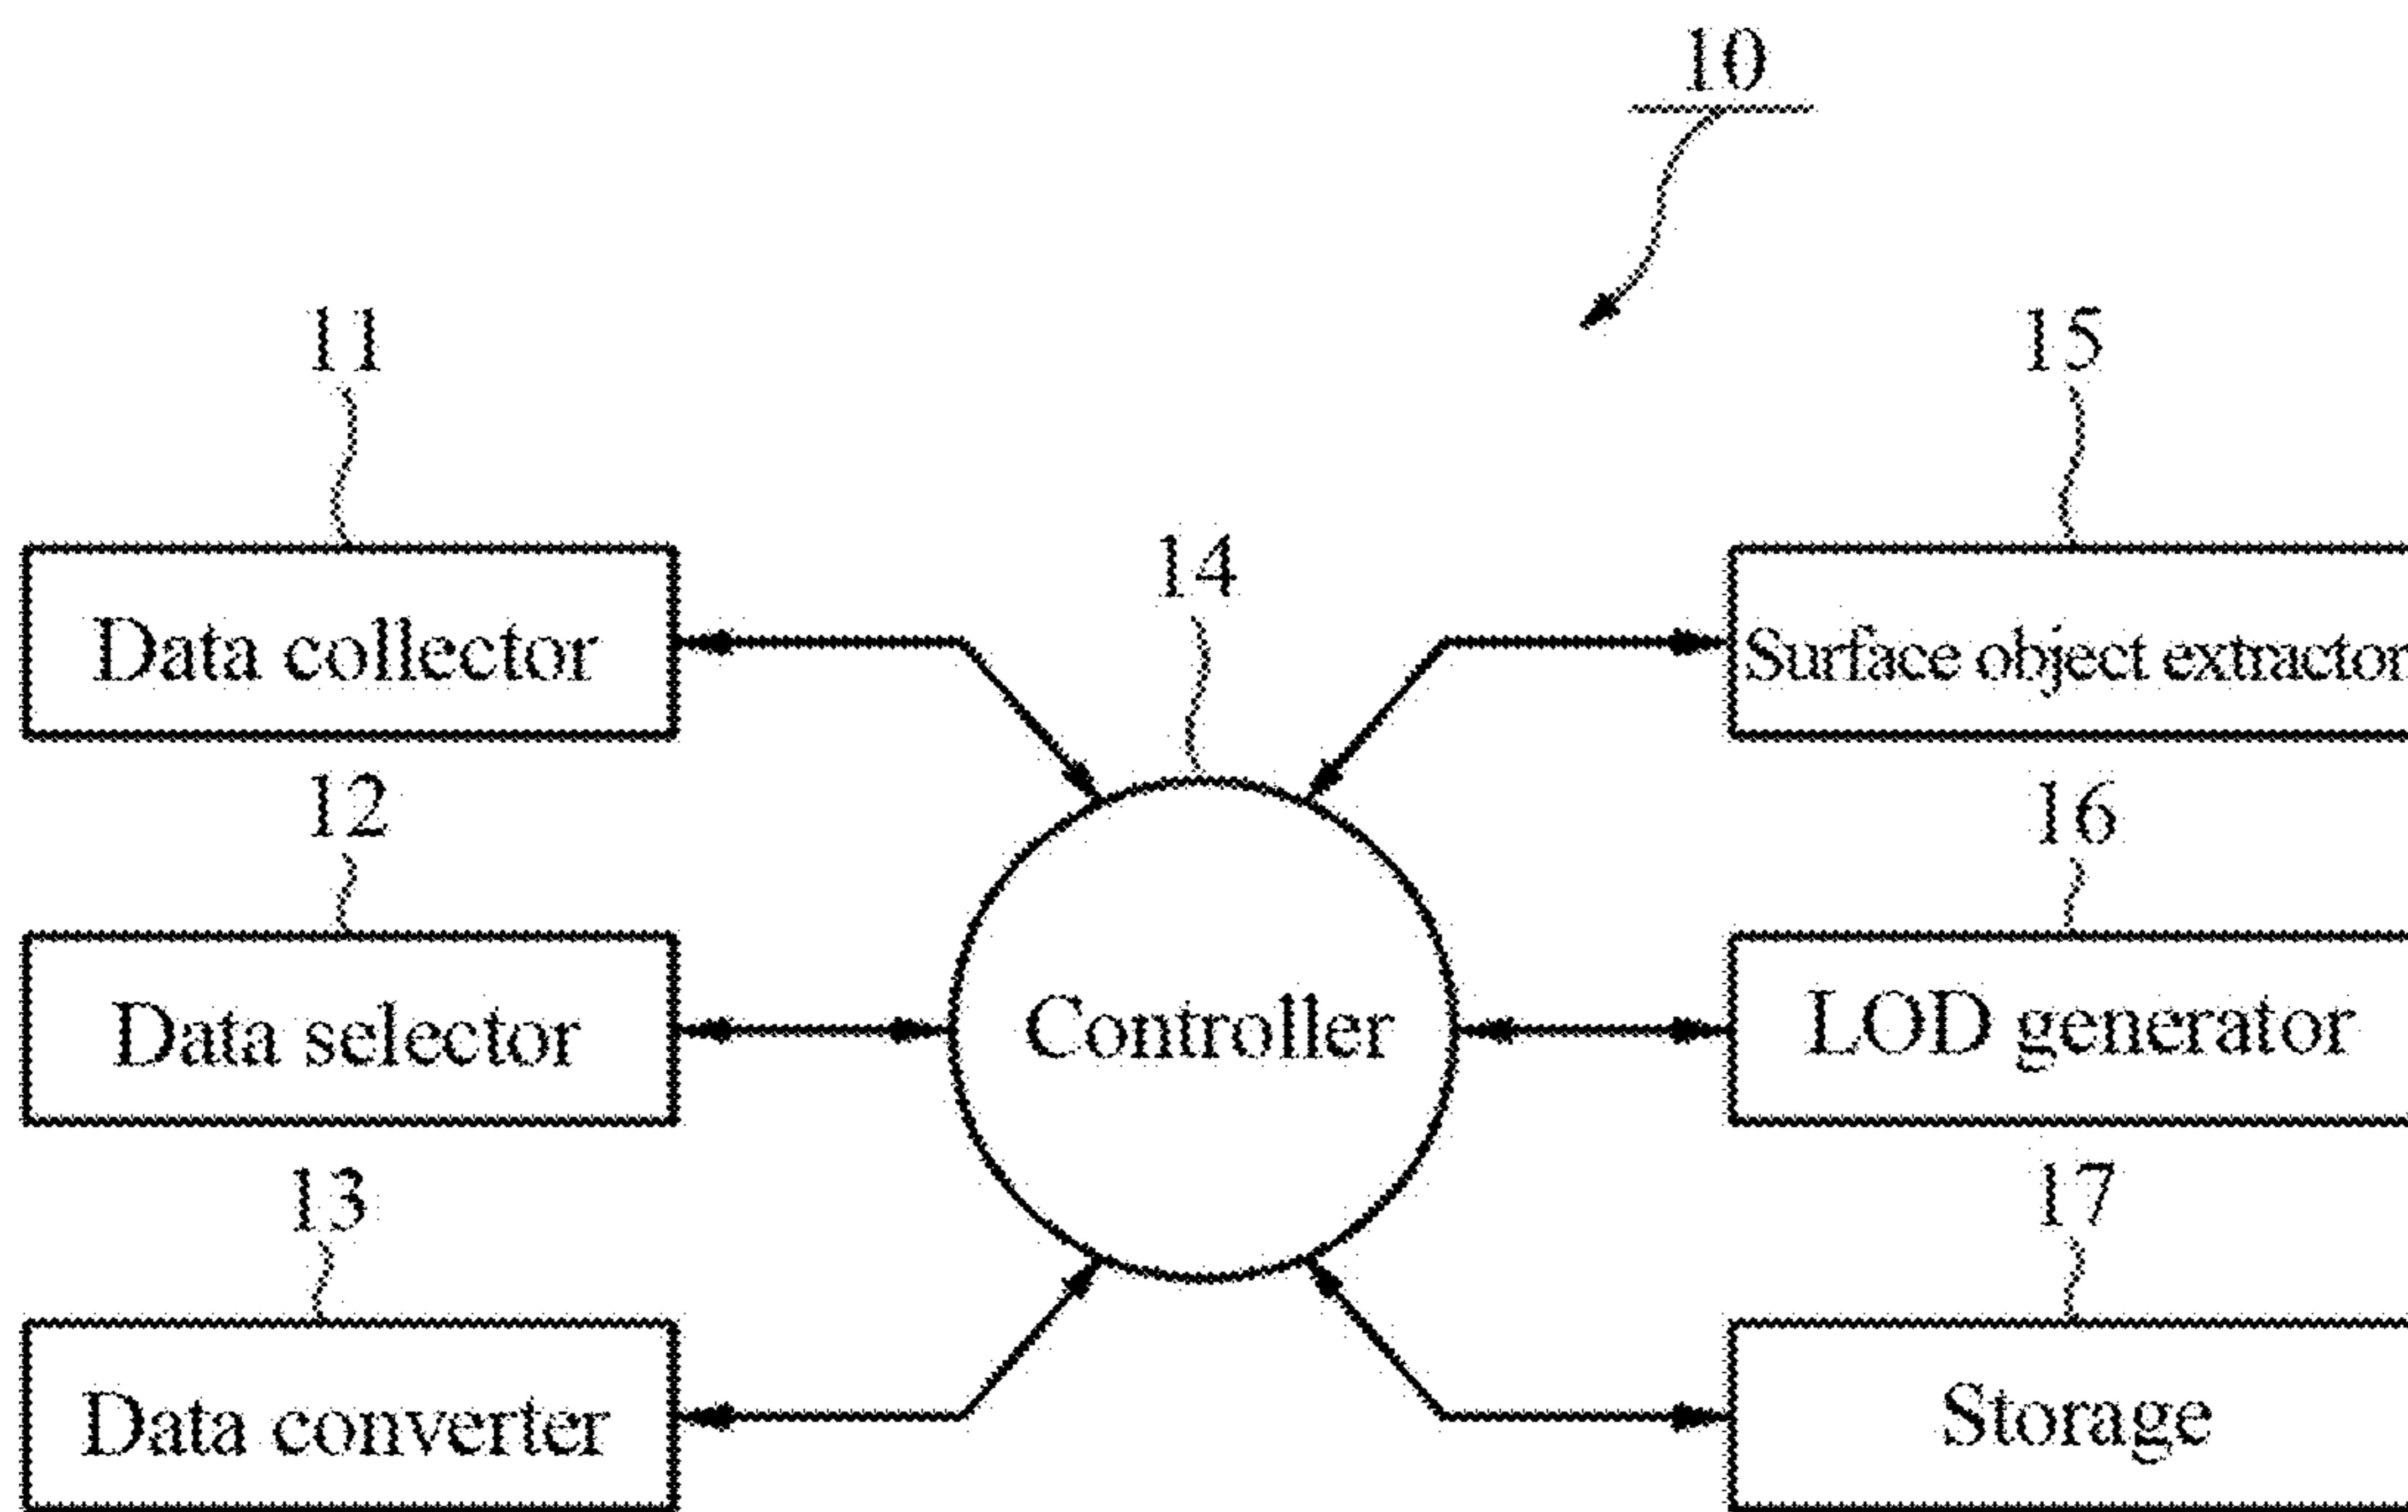 10
11
15
14
Data collector
Surface object extractor
12
16
Data selector
Controller
LOD generator
13
17
Data converter
Storage